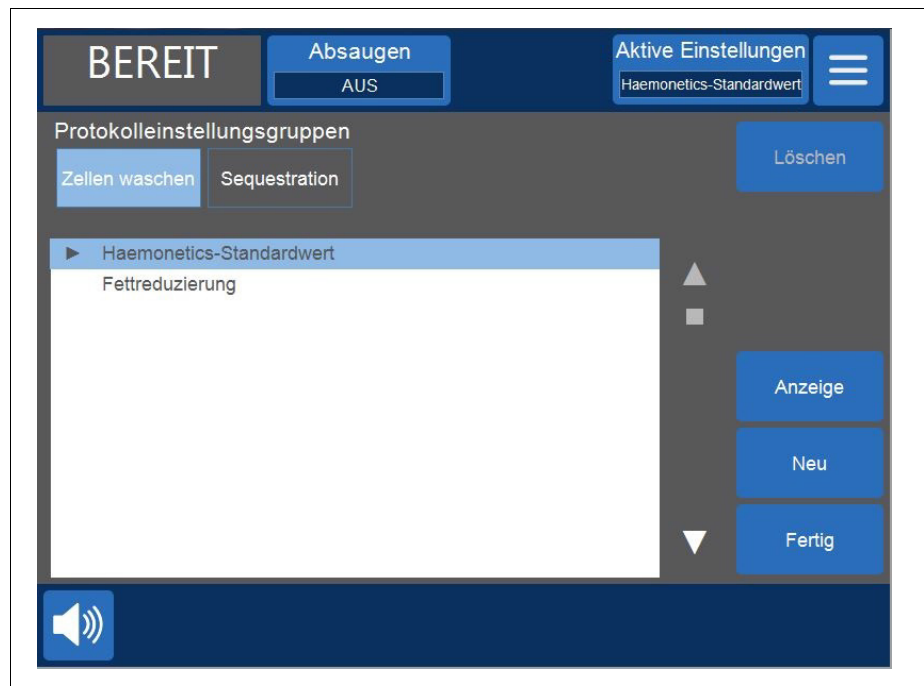 BEREIT
Absaugen
AUS
Aktive Einstellungen
Haemonetics-Standardwert
Protokolleinstellungsgruppen
Zellen waschen
Sequestration
Löschen
Haemonetics-Standardwert
Fettreduzierung
Anzeige
Neu
Fertig